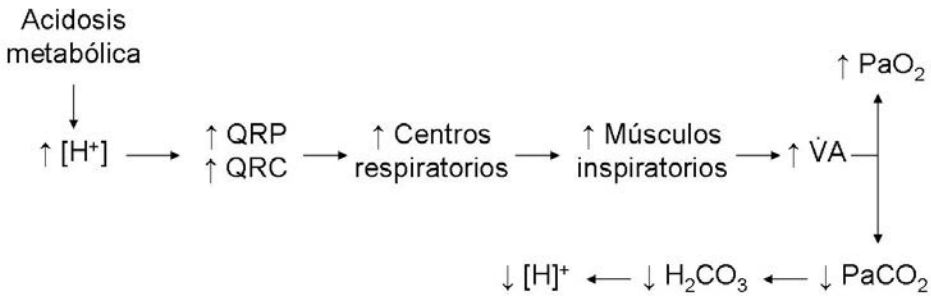 Acidosis
metabólica
↑ PaO₂
↑ [H⁺]
↑ QRP
↑ QRC
↑ Centros
respiratorios
↑ Músculos
inspiratorios
↑ V̇A
↓ [H]⁺
↓ H₂CO₃
↓ PaCO₂